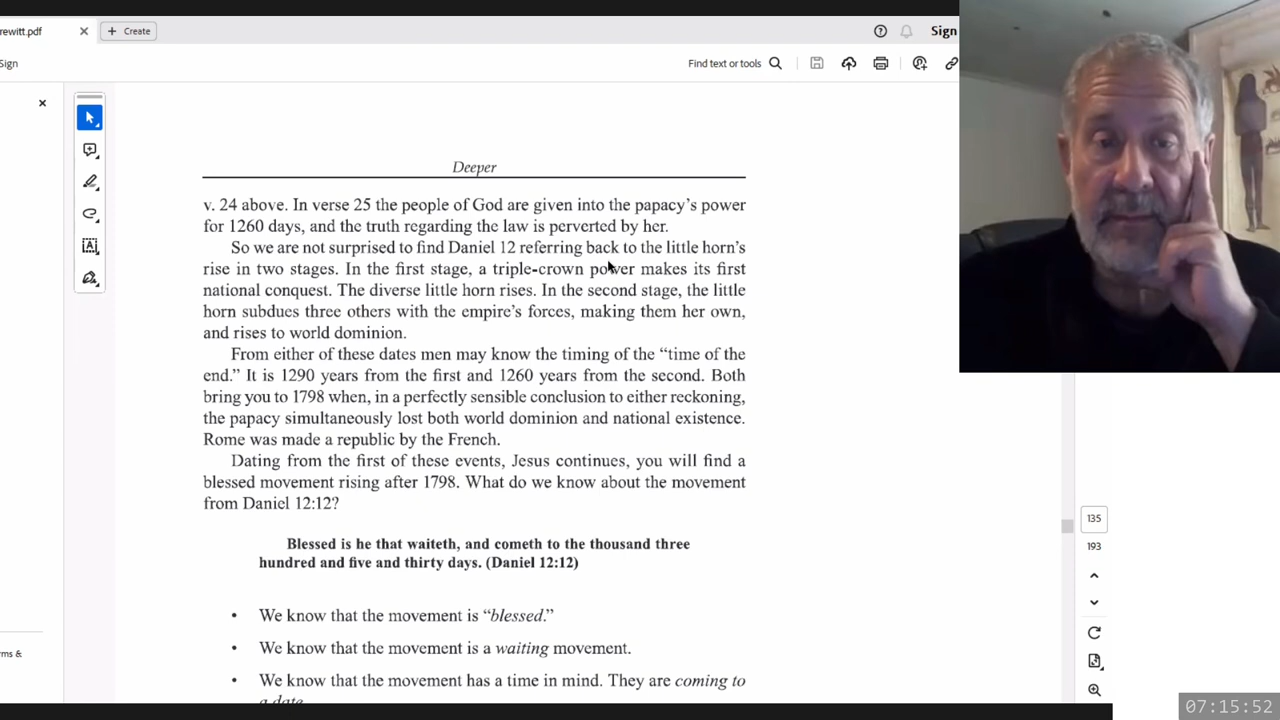 rewitt.pdf
Create
Sign
Sign
Find text or tools
Deeper
v. 24 above. In verse 25 the people of God are given into the papacy's power
for 1260 days, and the truth regarding the law is perverted by her.
So we are not surprised to find Daniel 12 referring back to the little horn's
rise in two stages. In the first stage, a triple-crown power makes its first
national conquest. The diverse little horn rises. In the second stage, the little
horn subdues three others with the empire's forces, making them her own,
and rises to world dominion.
From either of these dates men may know the timing of the “time of the
end.” It is 1290 years from the first and 1260 years from the second. Both
bring you to 1798 when, in a perfectly sensible conclusion to either reckoning,
the papacy simultaneously lost both world dominion and national existence.
Rome was made a republic by the French.
Dating from the first of these events, Jesus continues, you will find a
blessed movement rising after 1798. What do we know about the movement
from Daniel 12:12?
Blessed is he that waiteth, and cometh to the thousand three
hundred and five and thirty days. (Daniel 12:12)
• We know that the movement is “blessed.”
• We know that the movement is a waiting movement.
• We know that the movement has a time in mind. They are coming to
a date.
135
193
rms &
07:15:52